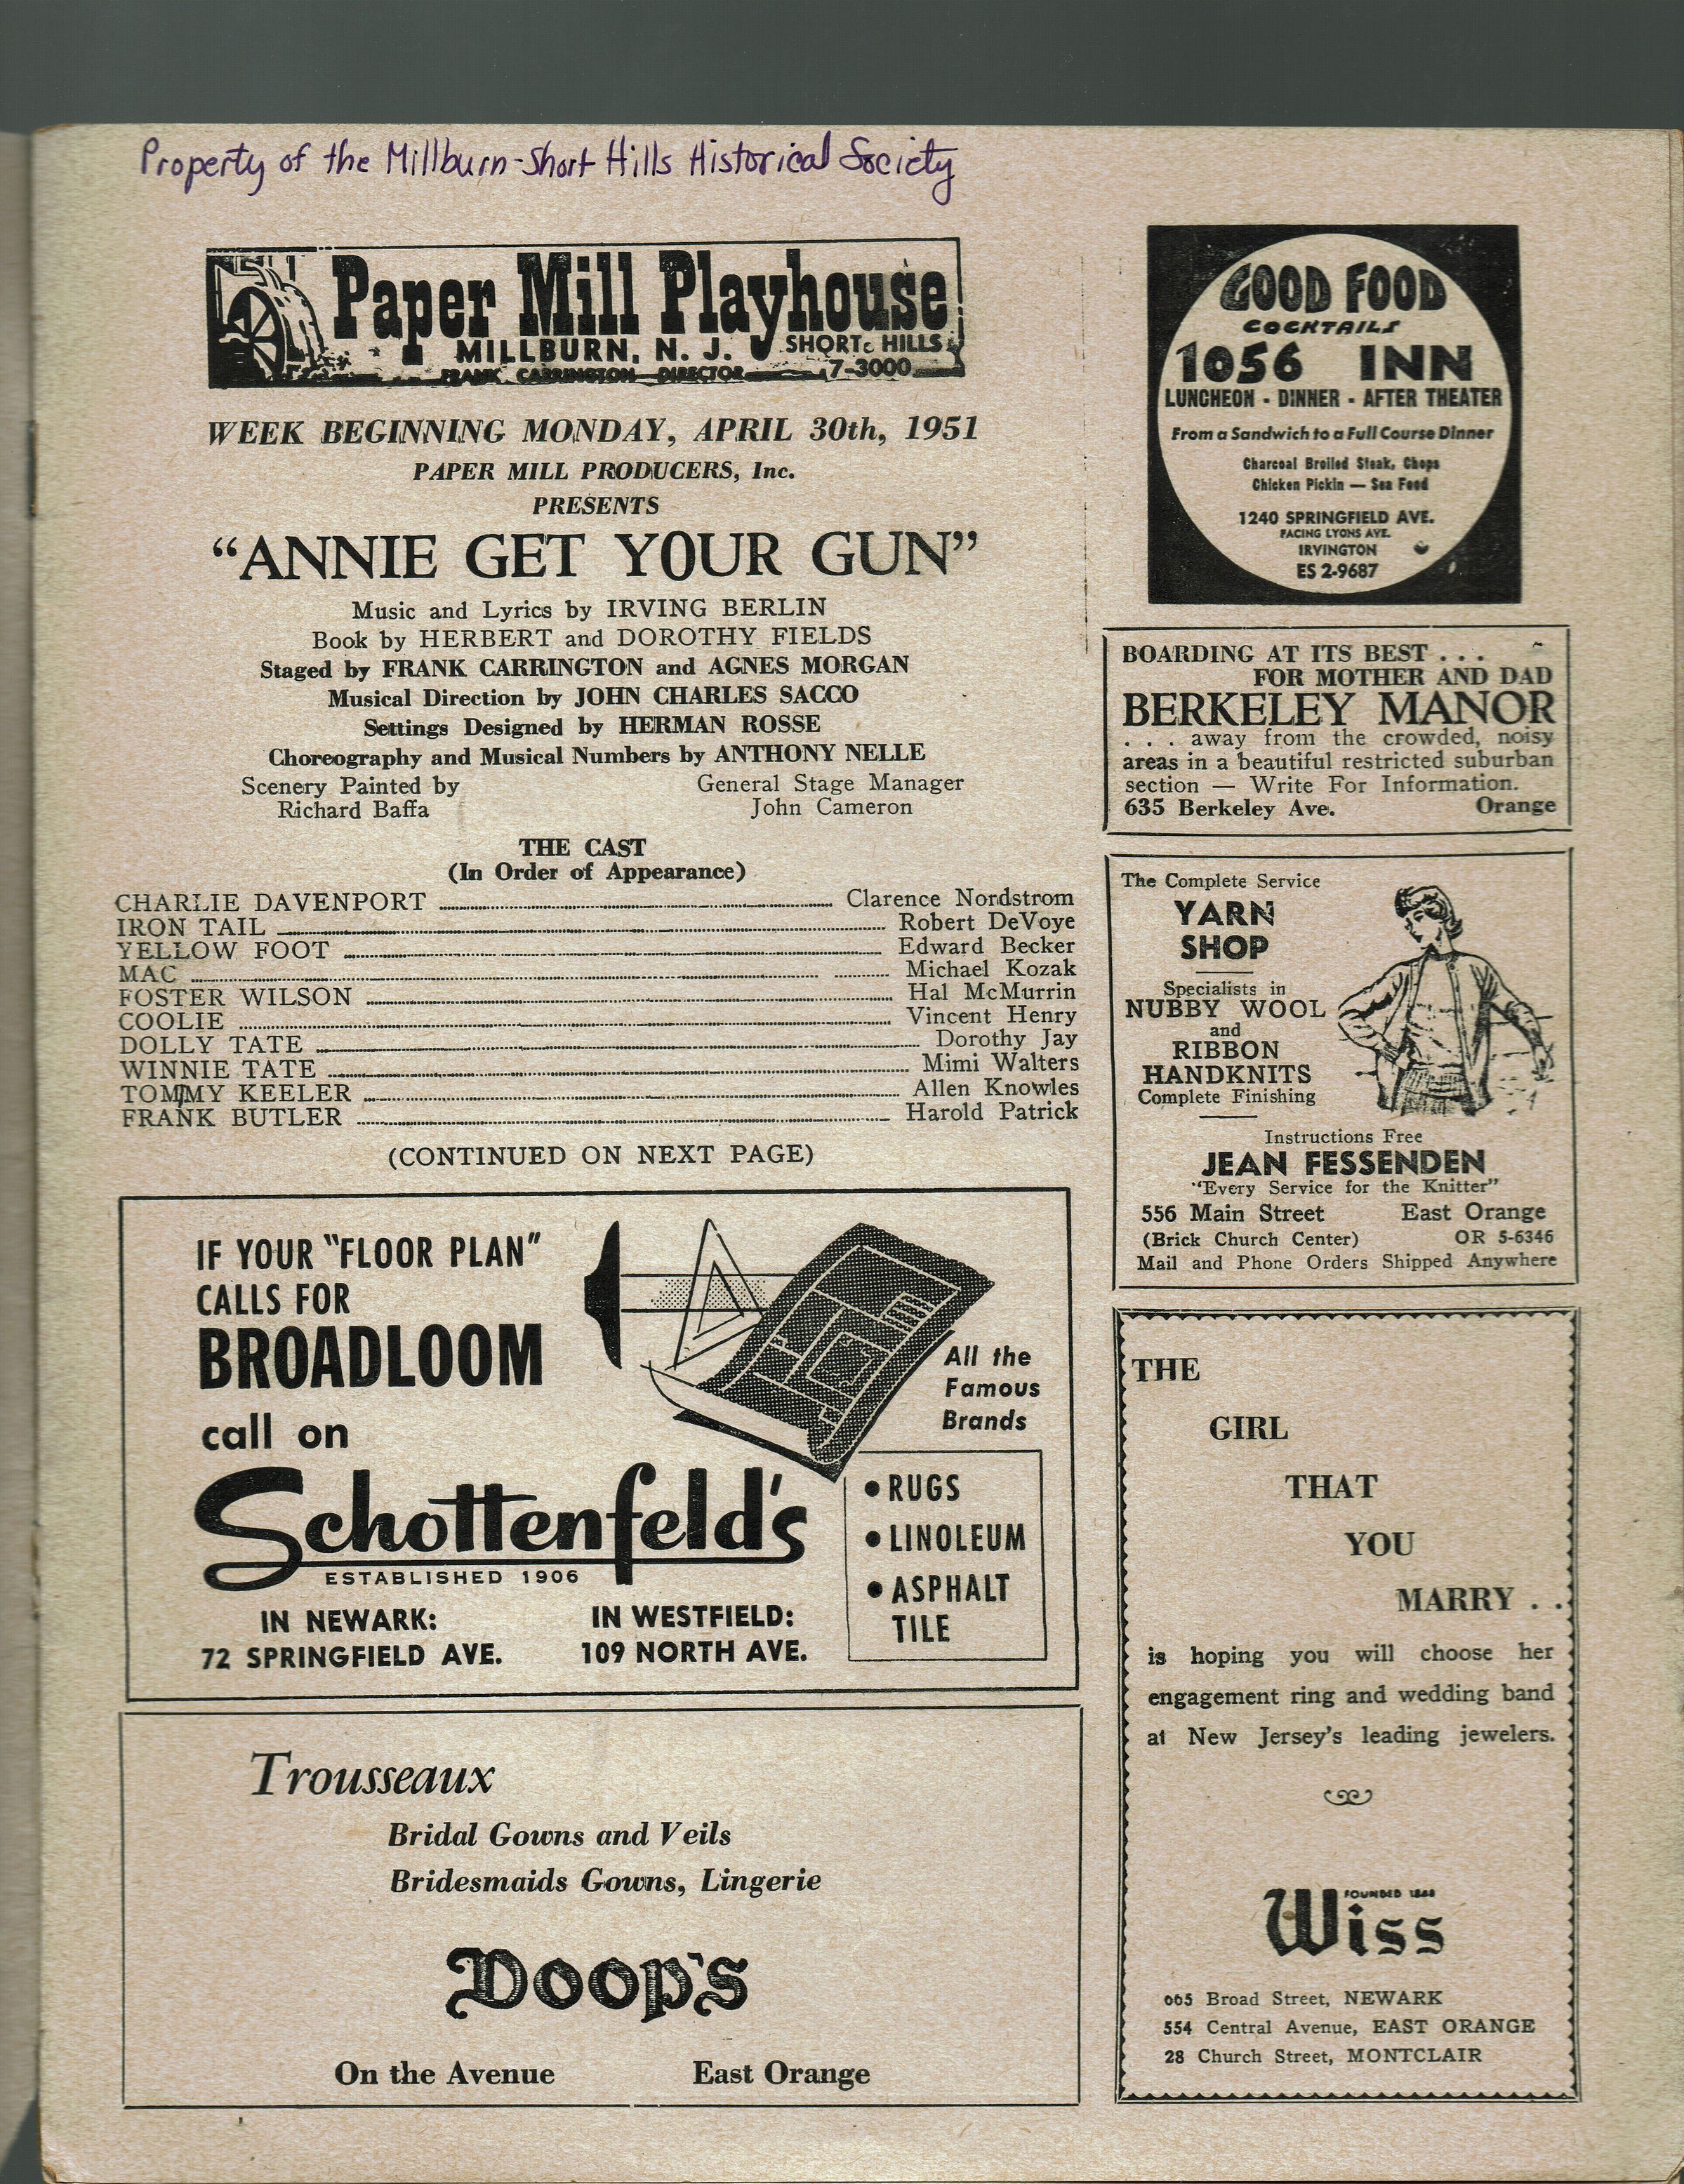 Property of the Millburn-Short Hills Historical Society
Paper Mill Playhouse
MILLBURN, N. J. SHORT HILLS
FRANK CARRINGTON DIRECTOR 7-3000
WEEK BEGINNING MONDAY, APRIL 30th, 1951
PAPER MILL PRODUCERS, Inc.
PRESENTS
“ANNIE GET YOUR GUN”
Music and Lyrics by IRVING BERLIN
Book by HERBERT and DOROTHY FIELDS
Staged by FRANK CARRINGTON and AGNES MORGAN
Musical Direction by JOHN CHARLES SACCO
Settings Designed by HERMAN ROSSE
Choreography and Musical Numbers by ANTHONY NELLE
Scenery Painted by General Stage Manager
Richard Baffa John Cameron
THE CAST
(In Order of Appearance)
CHARLIE DAVENPORT Clarence Nordstrom
IRON TAIL Robert DeVoye
YELLOW FOOT Edward Becker
MAC Michael Kozak
FOSTER WILSON Hal McMurrin
COOLIE Vincent Henry
DOLLY TATE Dorothy Jay
WINNIE TATE Mimi Walters
TOMMY KEELER Allen Knowles
FRANK BUTLER Harold Patrick
(CONTINUED ON NEXT PAGE)
IF YOUR "FLOOR PLAN"
CALLS FOR
BROADLOOM
call on
Schottenfeld's
ESTABLISHED 1906
IN NEWARK: IN WESTFIELD:
72 SPRINGFIELD AVE. 109 NORTH AVE.
All the
Famous
Brands
• RUGS
• LINOLEUM
• ASPHALT
TILE
Trousseaux
Bridal Gowns and Veils
Bridesmaids Gowns, Lingerie
Doop's
On the Avenue East Orange
GOOD FOOD
COCKTAILS
1056 INN
LUNCHEON - DINNER - AFTER THEATER
From a Sandwich to a Full Course Dinner
Charcoal Broiled Steak, Chops
Chicken Pickin — Sea Food
1240 SPRINGFIELD AVE.
FACING LYONS AVE.
IRVINGTON
ES 2-9687
BOARDING AT ITS BEST . . .
FOR MOTHER AND DAD
BERKELEY MANOR
. . . away from the crowded, noisy
areas in a beautiful restricted suburban
section — Write For Information.
635 Berkeley Ave. Orange
The Complete Service
YARN
SHOP
Specialists in
NUBBY WOOL
and
RIBBON
HANDKNITS
Complete Finishing
Instructions Free
JEAN FESSENDEN
"Every Service for the Knitter"
556 Main Street East Orange
(Brick Church Center) OR 5-6346
Mail and Phone Orders Shipped Anywhere
THE
GIRL
THAT
YOU
MARRY . .
is hoping you will choose her
engagement ring and wedding band
at New Jersey's leading jewelers.
FOUNDED 1848
Wiss
665 Broad Street, NEWARK
554 Central Avenue, EAST ORANGE
28 Church Street, MONTCLAIR